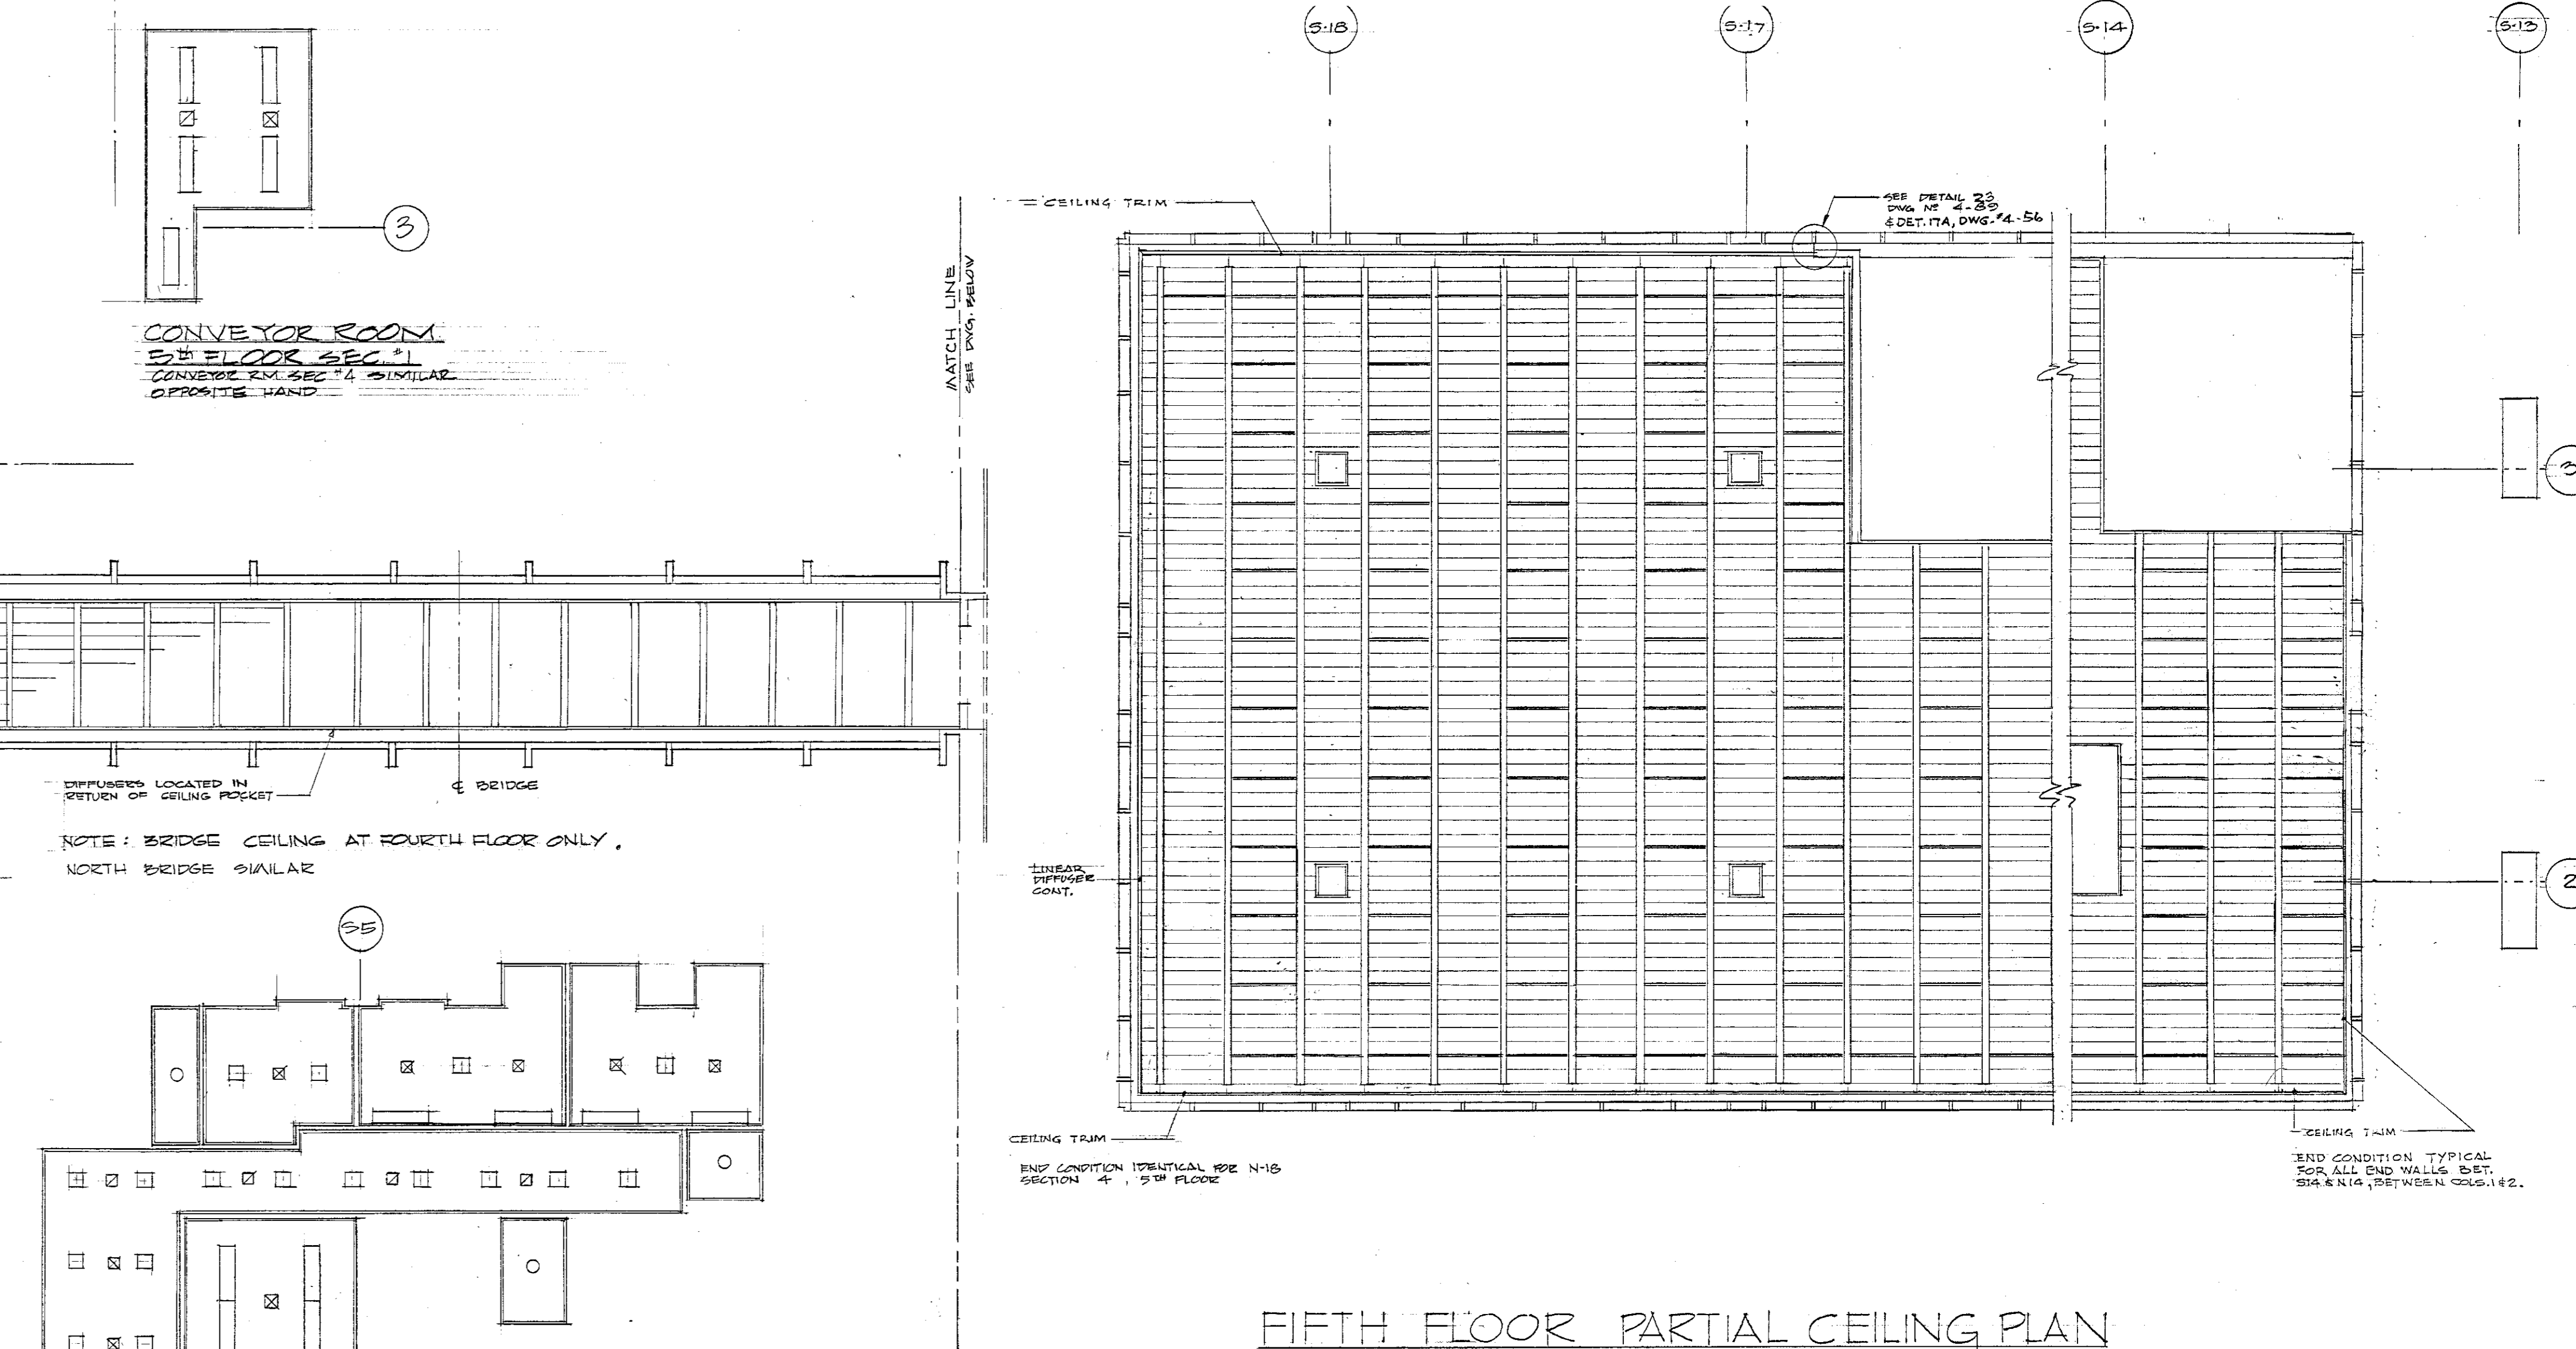 S-18
S-17
S-14
S-13
3
CONVEYOR ROOM
5TH FLOOR SEC. #1
CONVEYOR RM. SEC #4 SIMILAR
OPPOSITE HAND
MATCH LINE
SEE DWG. BELOW
CEILING TRIM
SEE DETAIL 23
DWG Nº 4-89
& DET. 17A, DWG. #4-56
3
DIFFUSERS LOCATED IN
RETURN OF CEILING POCKET
℄ BRIDGE
NOTE: BRIDGE CEILING AT FOURTH FLOOR ONLY.
NORTH BRIDGE SIMILAR
LINEAR
DIFFUSER
CONT.
2
S5
CEILING TRIM
END CONDITION IDENTICAL FOR N-18
SECTION 4, 5TH FLOOR
CEILING TRIM
END CONDITION TYPICAL
FOR ALL END WALLS BET.
S14 & N14, BETWEEN COLS. 1 & 2.
FIFTH FLOOR PARTIAL CEILING PLAN